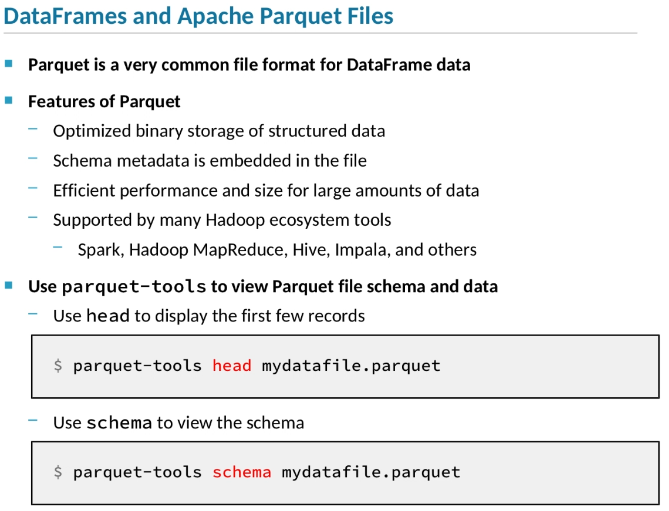 DataFrames and Apache Parquet Files
▪ Parquet is a very common file format for DataFrame data
▪ Features of Parquet
– Optimized binary storage of structured data
– Schema metadata is embedded in the file
– Efficient performance and size for large amounts of data
– Supported by many Hadoop ecosystem tools
– Spark, Hadoop MapReduce, Hive, Impala, and others
▪ Use parquet-tools to view Parquet file schema and data
– Use head to display the first few records
$ parquet-tools head mydatafile.parquet
– Use schema to view the schema
$ parquet-tools schema mydatafile.parquet